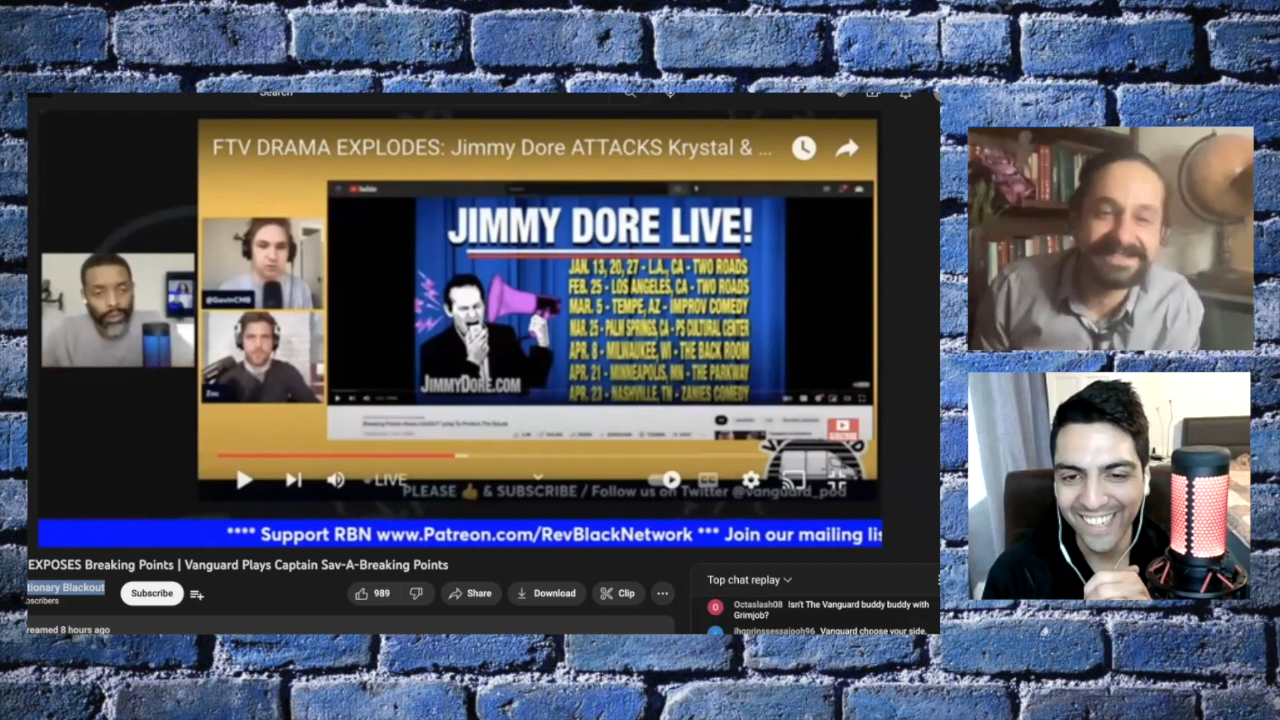 Search
FTV DRAMA EXPLODES: Jimmy Dore ATTACKS Krystal & ...
JIMMY DORE LIVE!
JAN. 13, 20, 27 - L.A., CA - TWO ROADS
FEB. 25 - LOS ANGELES, CA - TWO ROADS
MAR. 5 - TEMPE, AZ - IMPROV COMEDY
MAR. 25 - PALM SPRINGS, CA - PS CULTURAL CENTER
APR. 8 - MILWAUKEE, WI - THE BACK ROOM
APR. 21 - MINNEAPOLIS, MN - THE PARKWAY
APR. 23 - NASHVILLE, TN - ZANIES COMEDY
JIMMYDORE.COM
@GavinCMB
Zac
LIVE
PLEASE 👍 & SUBSCRIBE / Follow us on Twitter @vanguard_pod
**** Support RBN www.Patreon.com/RevBlackNetwork *** Join our mailing lis
EXPOSES Breaking Points | Vanguard Plays Captain Sav-A-Breaking Points
tionary Blackout
bscribers
Subscribe
989
Share
Download
Clip
...
reamed 8 hours ago
Top chat replay
Octaslash08 Isn't The Vanguard buddy buddy with
Grimjob?
Vanguard choose your side.